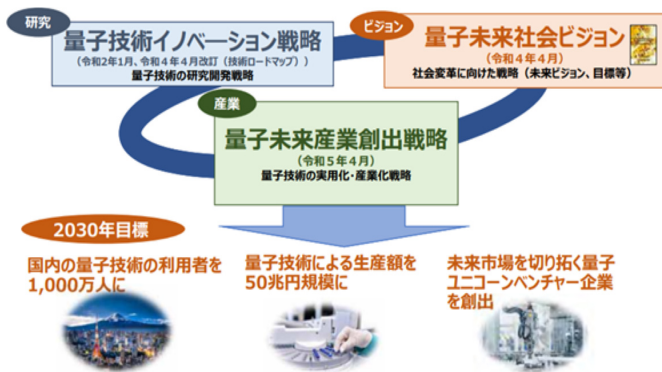 研究
量子技術イノベーション戦略
（令和2年1月、令和４年４月改訂（技術ロードマップ））
量子技術の研究開発戦略
ビジョン
量子未来社会ビジョン
（令和４年４月）
社会変革に向けた戦略（未来ビジョン、目標等）
産業
量子未来産業創出戦略
（令和５年４月）
量子技術の実用化・産業化戦略
2030年目標
国内の量子技術の利用者を
1,000万人に
量子技術による生産額を
50兆円規模に
未来市場を切り拓く量子
ユニコーンベンチャー企業
を創出